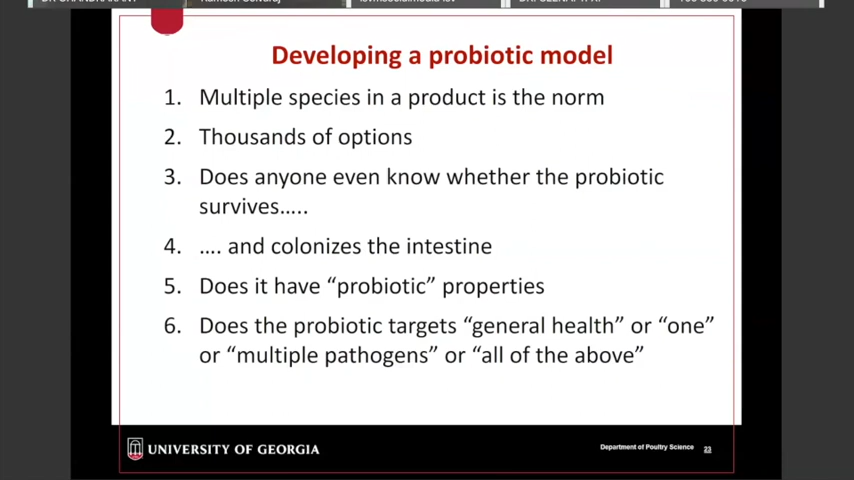 Developing a probiotic model
1. Multiple species in a product is the norm
2. Thousands of options
3. Does anyone even know whether the probiotic
survives.....
4. .... and colonizes the intestine
5. Does it have “probiotic” properties
6. Does the probiotic targets “general health” or “one”
or “multiple pathogens” or “all of the above”
UNIVERSITY OF GEORGIA
Department of Poultry Science 23